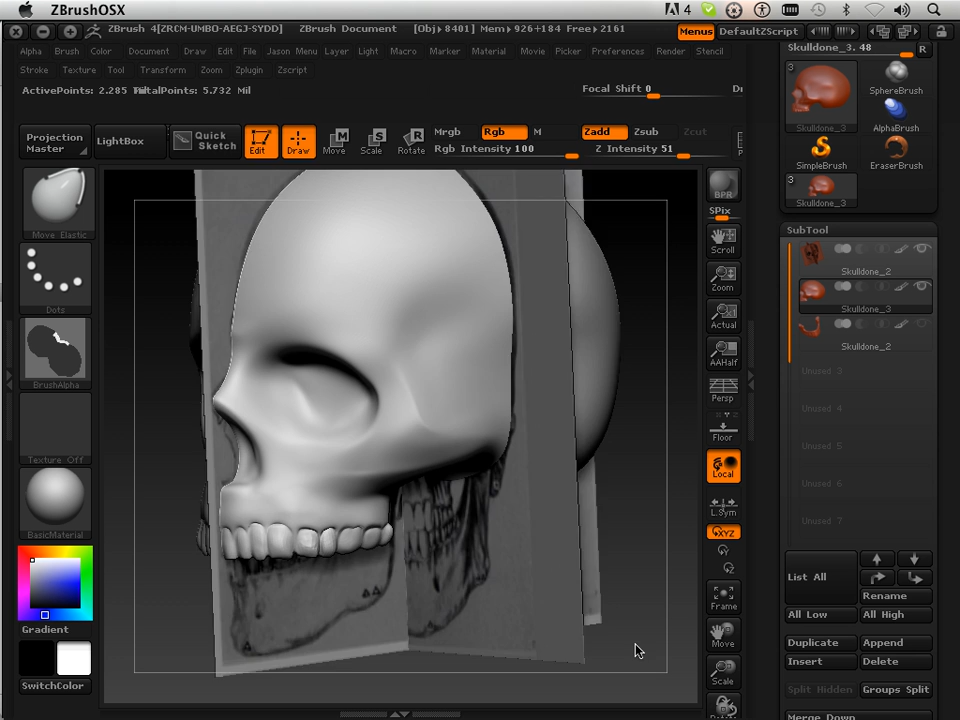 ZBrushOSX
4
ZBrush 4[ZRCM-UMBO-AEGJ-SYDD] ZBrush Document [Obj▸8401] Mem▸926+184 Free▸2161 Menus DefaultZScript
Alpha Brush Color Document Draw Edit File Jason Menu Layer Light Macro Marker Material Movie Picker Preferences Render Stencil
Stroke Texture Tool Transform Zoom Zplugin Zscript
Skulldone_3. 48 R
ActivePoints: 2.285 Mil TotalPoints: 5.732 Mil
Focal Shift 0
3
SphereBrush
Skulldone_3
AlphaBrush
SimpleBrush
EraserBrush
3
Skulldone_3
Projection Master
LightBox
Quick Sketch
Edit
Draw
Move
Scale
Rotate
Mrgb Rgb M
Rgb Intensity 100
Zadd Zsub Zcut
Z Intensity 51
Move Elastic
Dots
BrushAlpha
Texture Off
BasicMaterial
Gradient
SwitchColor
BPR
SPix
Scroll
Zoom
Actual
AAHalf
Persp
Floor
Local
L.Sym
XYZ
Frame
Move
Scale
SubTool
Skulldone_2
Skulldone_3
Skulldone_2
Unused 3
Unused 4
Unused 5
Unused 6
Unused 7
List All
Rename
All Low
All High
Duplicate
Append
Insert
Delete
Split Hidden
Groups Split
Merge Down